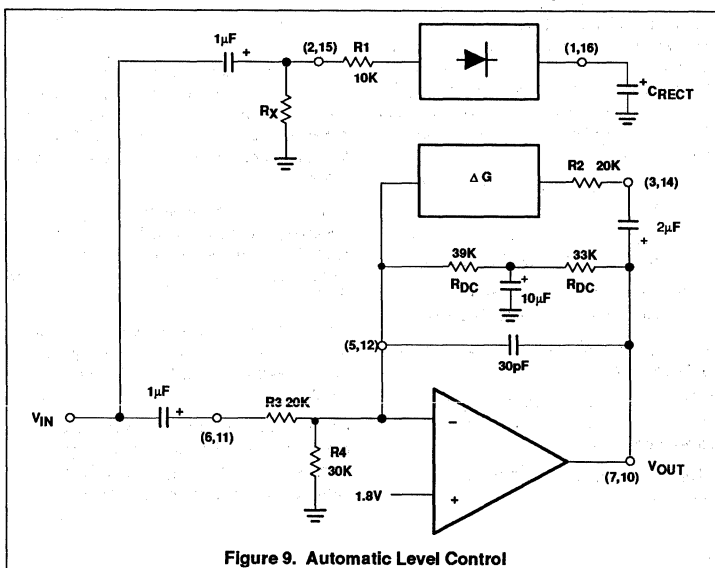 1µF
+
(2,15)
R1
10K
(1,16)
+
CRECT
RX
ΔG
R2 20K
(3,14)
2µF
+
39K
33K
RDC
+
10µF
RDC
(5,12)
30pF
1µF
VIN
+
(6,11)
R3 20K
−
R4
30K
1.8V
+
VOUT
(7,10)
Figure 9. Automatic Level Control